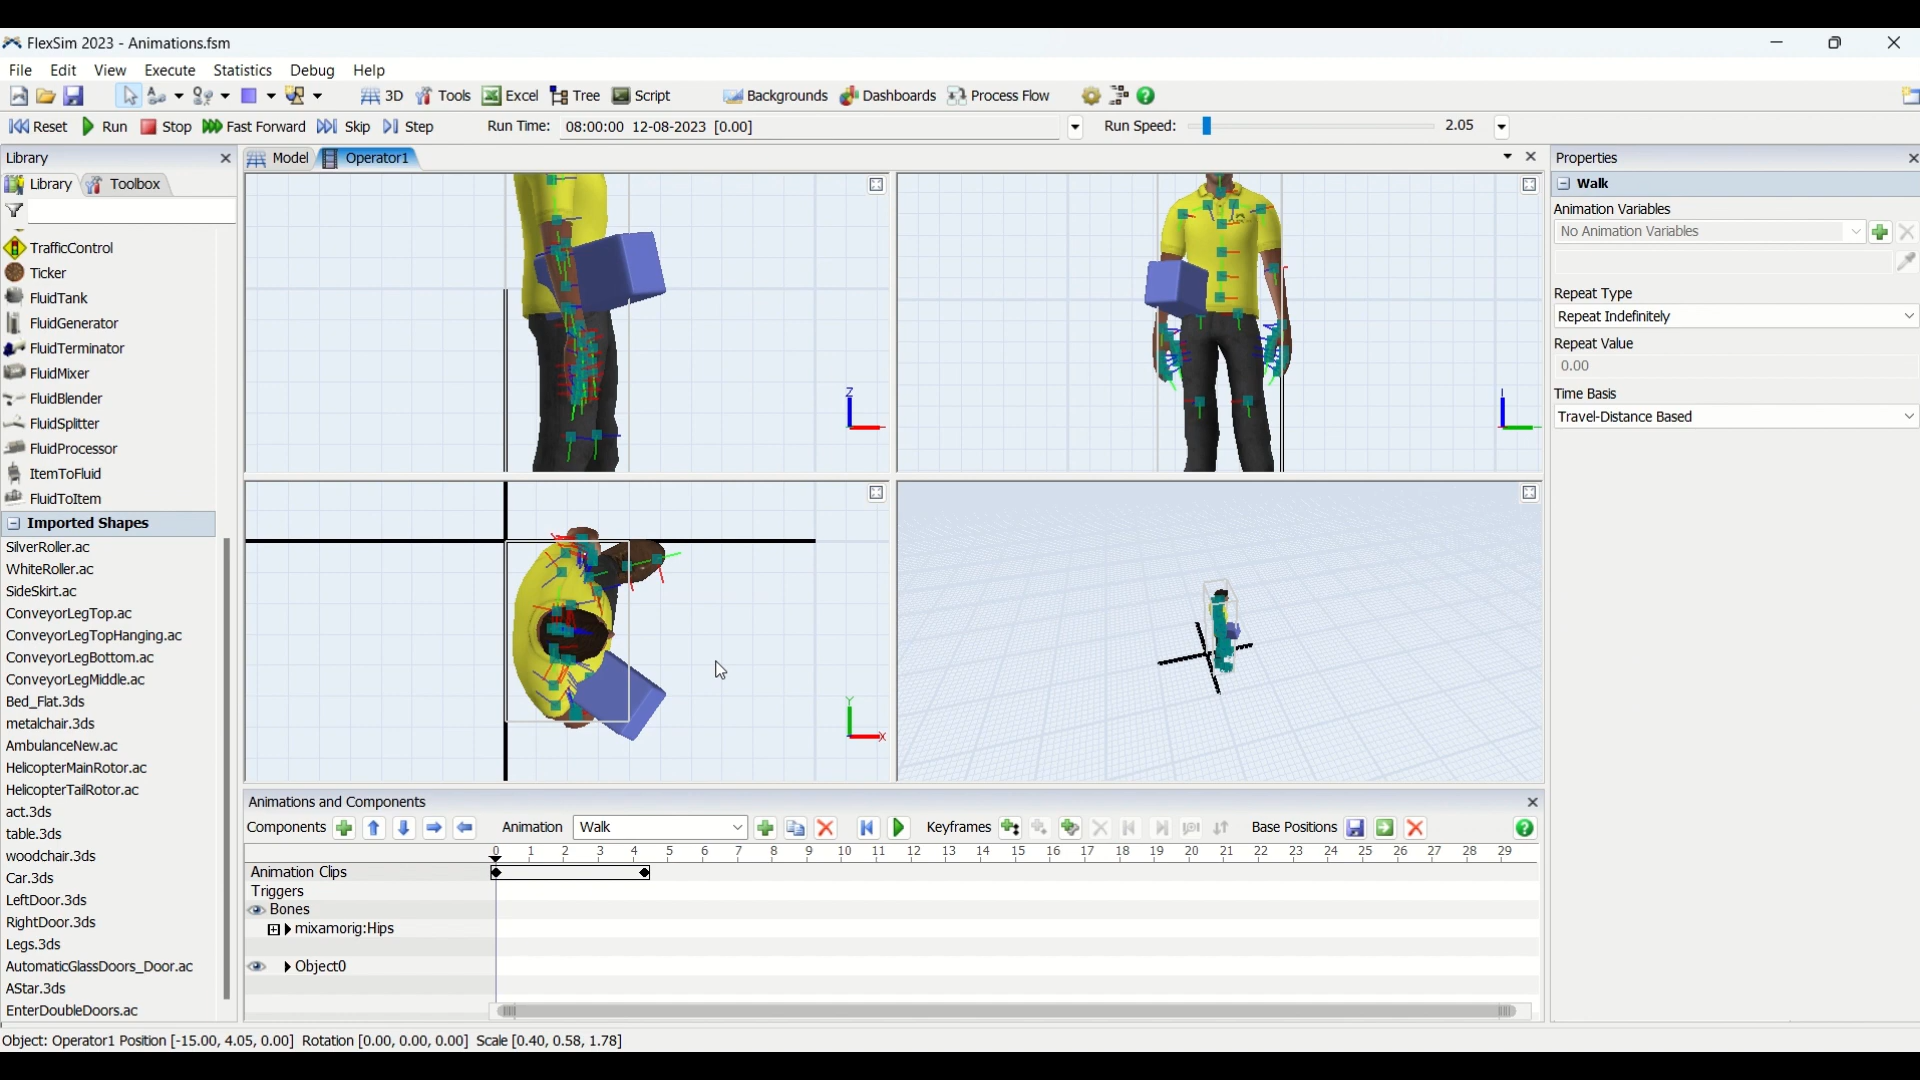 FlexSim 2023 - Animations.fsm
File Edit View Execute Statistics Debug Help
3D Tools Excel Tree Script Backgrounds Dashboards Process Flow
Reset Run Stop Fast Forward Skip Step Run Time: 08:00:00 12-08-2023 [0.00] Run Speed: 2.05
Library
Library Toolbox
TrafficControl
Ticker
FluidTank
FluidGenerator
FluidTerminator
FluidMixer
FluidBlender
FluidSplitter
FluidProcessor
ItemToFluid
FluidToItem
Imported Shapes
SilverRoller.ac
WhiteRoller.ac
SideSkirt.ac
ConveyorLegTop.ac
ConveyorLegTopHanging.ac
ConveyorLegBottom.ac
ConveyorLegMiddle.ac
Bed_Flat.3ds
metalchair.3ds
AmbulanceNew.ac
HelicopterMainRotor.ac
HelicopterTailRotor.ac
act.3ds
table.3ds
woodchair.3ds
Car.3ds
LeftDoor.3ds
RightDoor.3ds
Legs.3ds
AutomaticGlassDoors_Door.ac
AStar.3ds
EnterDoubleDoors.ac
Model Operator1
Z
Y
X
Animations and Components
Components Animation Walk Keyframes Base Positions
0 1 2 3 4 5 6 7 8 9 10 11 12 13 14 15 16 17 18 19 20 21 22 23 24 25 26 27 28 29
Animation Clips
Triggers
Bones
mixamorig:Hips
Object0
Properties
Walk
Animation Variables
No Animation Variables
Repeat Type
Repeat Indefinitely
Repeat Value
0.00
Time Basis
Travel-Distance Based
Object: Operator1 Position [-15.00, 4.05, 0.00] Rotation [0.00, 0.00, 0.00] Scale [0.40, 0.58, 1.78]